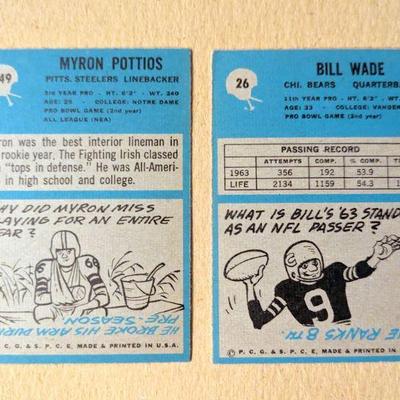 49
MYRON POTTIOS
PITTS. STEELERS LINEBACKER
3rd YEAR PRO - HT. 6'2" - WT. 240
AGE: 25 - COLLEGE: NOTRE DAME
PRO BOWL GAME (2nd year)
ALL LEAGUE (NEA)
ron was the best interior lineman in
rookie year. The Fighting Irish classed
"tops in defense." He was All-Ameri-
in high school and college.
HY DID MYRON MISS
AYING FOR AN ENTIRE
AR?
HE BROKE HIS ARM DURI
PRE-SEASON.
C. G. & S. P. C. E. MADE & PRINTED IN U.S.A.
26
BILL WADE
CHI. BEARS QUARTERB
11th YEAR PRO - HT. 6'2" - WT.
AGE: 33 - COLLEGE: VANDER
PRO BOWL GAME (2nd year)
PASSING RECORD
ATTEMPTS COMP. COMP.
1963 356 192 53.9
LIFE 2134 1159 54.3
WHAT IS BILL'S '63 STAND
AS AN NFL PASSER?
9
E RANKS 8TH.
© P. C. G. & S. P. C. E. MADE & PRINTED IN